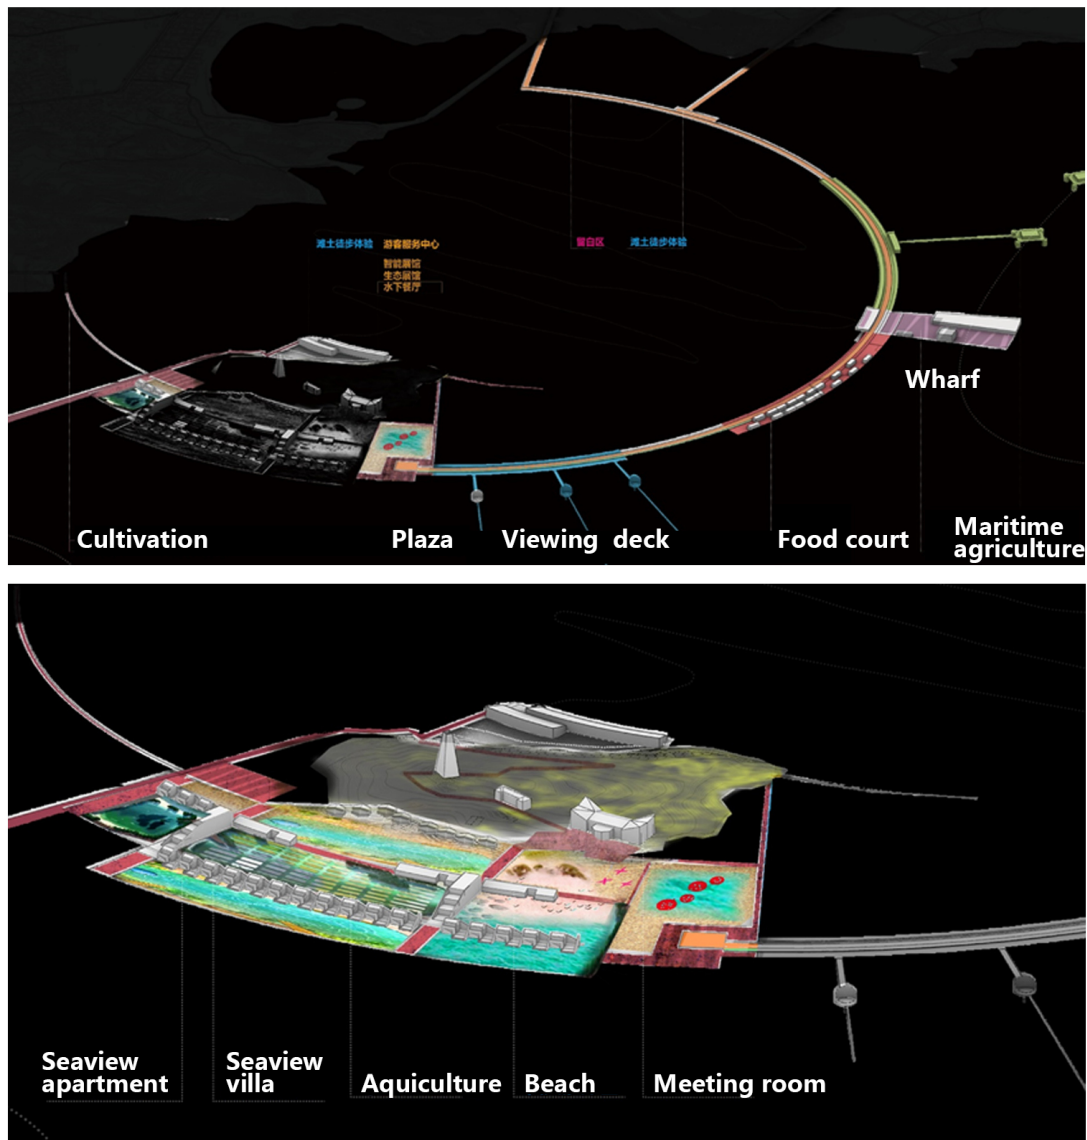 滩土徒步体验 游客服务中心
智能展馆
生态展馆
水下餐厅
留白区 滩土徒步体验
Wharf
Cultivation
Plaza
Viewing deck
Food court
Maritime
agriculture
Seaview
apartment
Seaview
villa
Aquiculture
Beach
Meeting room